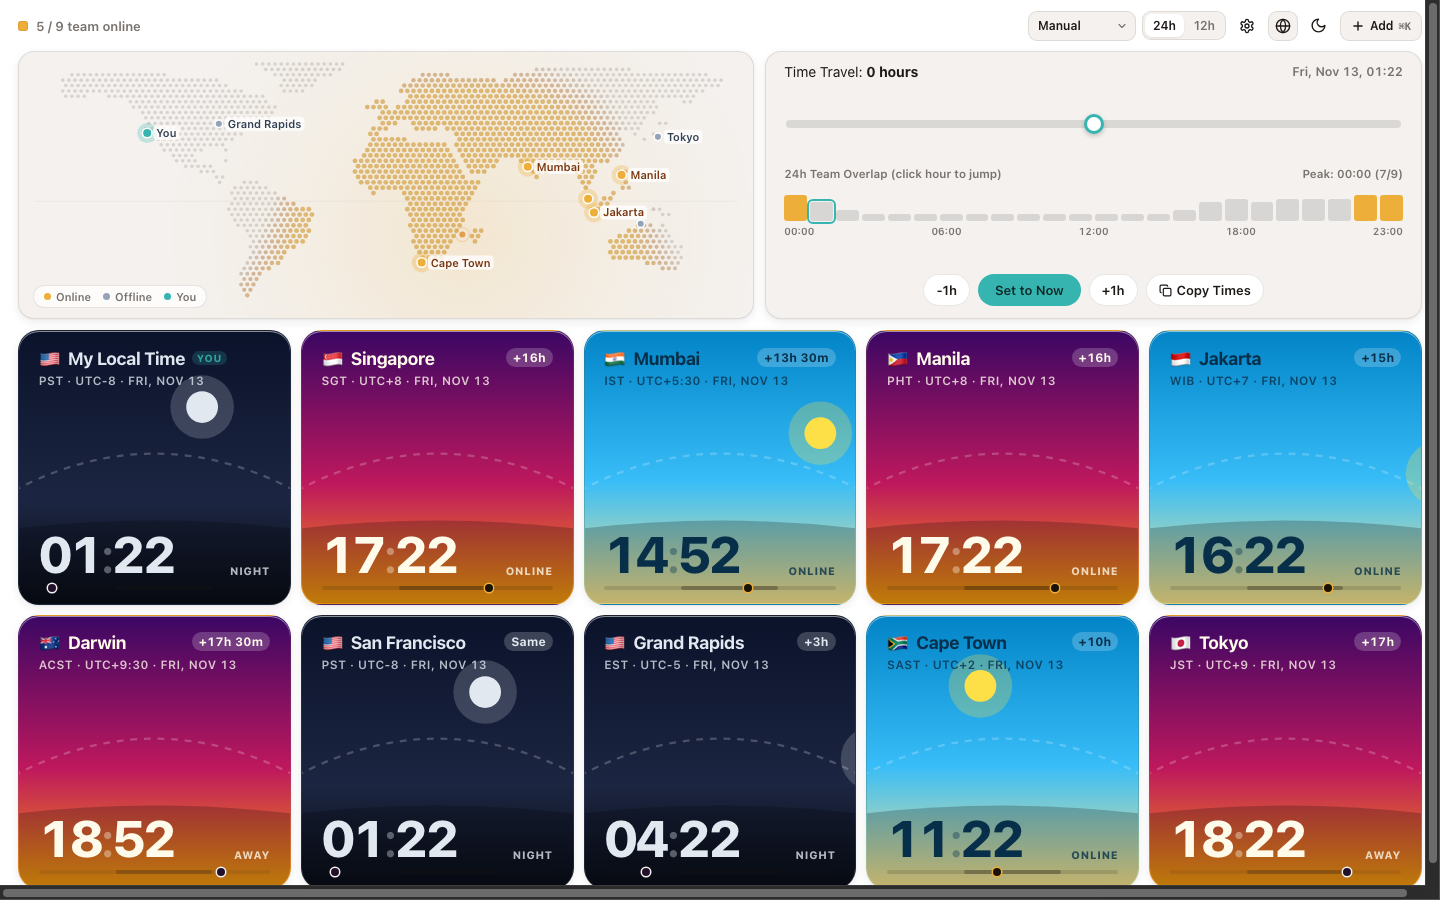 5 / 9 team online
Manual
24h
12h
Add ⌘K
You
Grand Rapids
Tokyo
Mumbai
Manila
Jakarta
Cape Town
Online
Offline
You
Time Travel: 0 hours
Fri, Nov 13, 01:22
24h Team Overlap (click hour to jump)
Peak: 00:00 (7/9)
00:00
06:00
12:00
18:00
23:00
-1h
Set to Now
+1h
Copy Times
My Local Time YOU
PST · UTC-8 · FRI, NOV 13
01:22
NIGHT
Singapore
+16h
SGT · UTC+8 · FRI, NOV 13
17:22
ONLINE
Mumbai
+13h 30m
IST · UTC+5:30 · FRI, NOV 13
14:52
ONLINE
Manila
+16h
PHT · UTC+8 · FRI, NOV 13
17:22
ONLINE
Jakarta
+15h
WIB · UTC+7 · FRI, NOV 13
16:22
ONLINE
Darwin
+17h 30m
ACST · UTC+9:30 · FRI, NOV 13
18:52
AWAY
San Francisco
Same
PST · UTC-8 · FRI, NOV 13
01:22
NIGHT
Grand Rapids
+3h
EST · UTC-5 · FRI, NOV 13
04:22
NIGHT
Cape Town
+10h
SAST · UTC+2 · FRI, NOV 13
11:22
ONLINE
Tokyo
+17h
JST · UTC+9 · FRI, NOV 13
18:22
AWAY